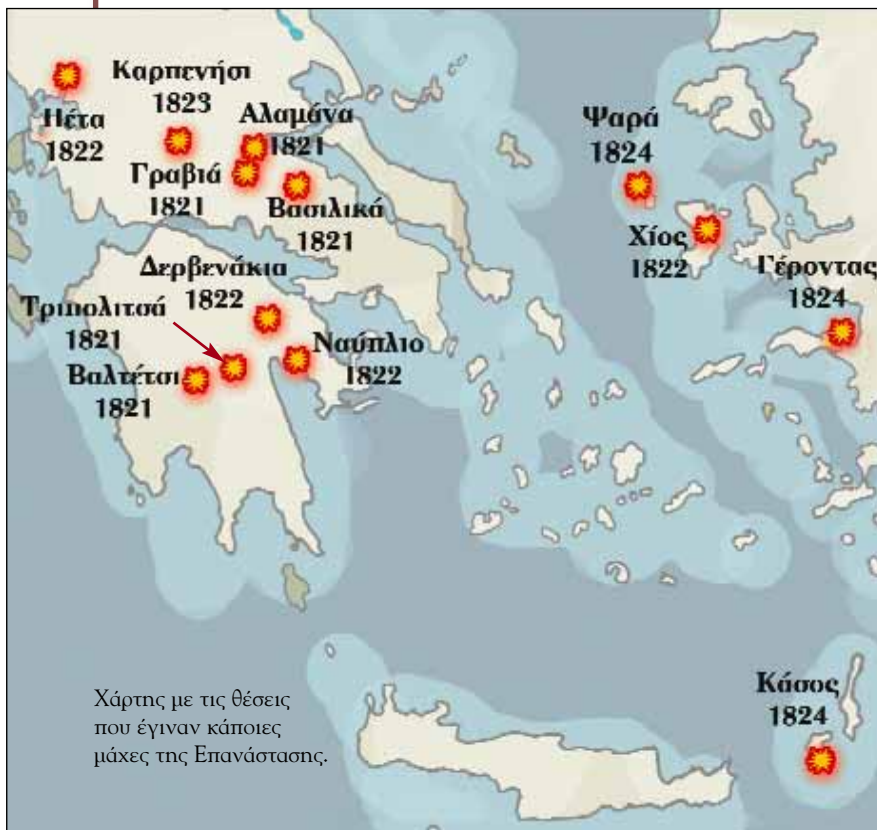 Πέτα
1822
Καρπενήσι
1823
Αλαμάνα
1821
Γραβιά
1821
Βασιλικά
1821
Ψαρά
1824
Χίος
1822
Γέροντας
1824
Δερβενάκια
1822
Τριπολιτσά
1821
Βαλτέτσι
1821
Ναύπλιο
1822
Κάσος
1824
Χάρτης με τις θέσεις
που έγιναν κάποιες
μάχες της Επανάστασης.